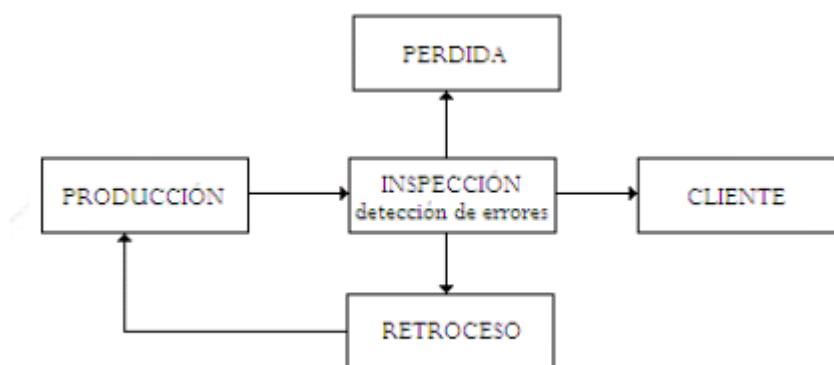 PERDIDA
PRODUCCIÓN
INSPECCIÓN
detección de errores
CLIENTE
RETROCESO